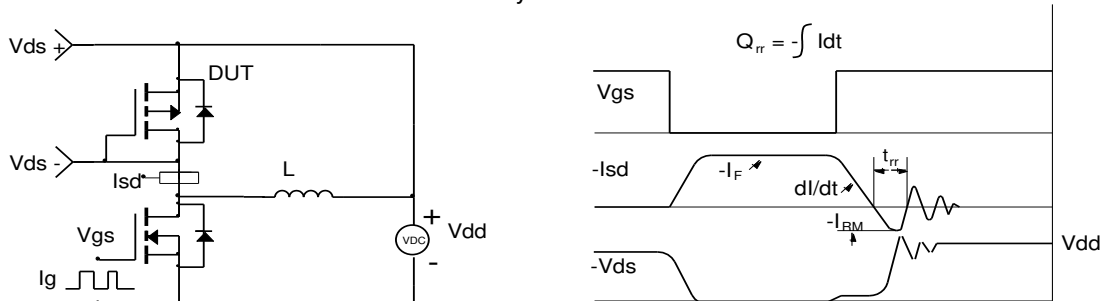 Vds +
DUT
Vds -
Isd
L
Vgs
Ig
+
VDC
-
Vdd
Qrr = -∫ Idt
Vgs
-Isd
-IF
dI/dt
trr
-IRM
Vdd
-Vds